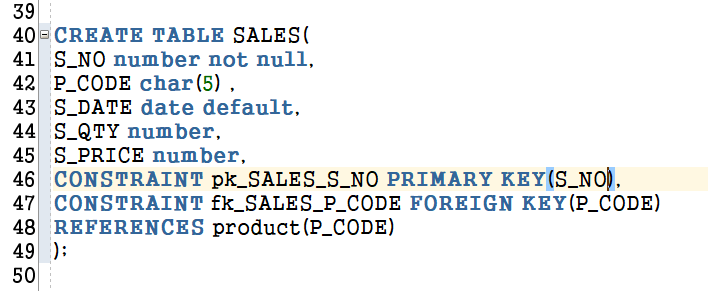 39
40 CREATE TABLE SALES(
41 S_NO number not null,
42 P_CODE char(5) ,
43 S_DATE date default,
44 S_QTY number,
45 S_PRICE number,
46 CONSTRAINT pk_SALES_S_NO PRIMARY KEY(S_NO),
47 CONSTRAINT fk_SALES_P_CODE FOREIGN KEY(P_CODE)
48 REFERENCES product(P_CODE)
49 );
50